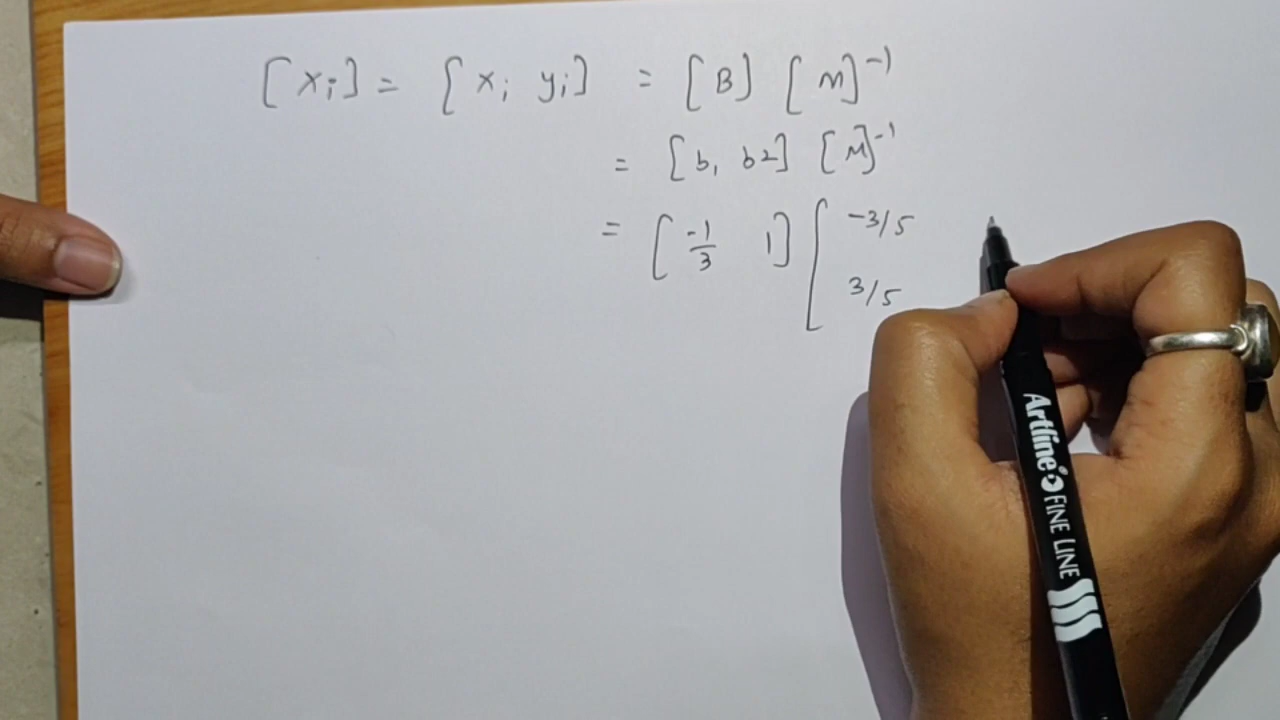 [Xi] = [xi yi] = [B] [M]^-1
= [b1 b2] [M]^-1
= [-1/3 1] [-3/5
3/5
Artline FINE LINE